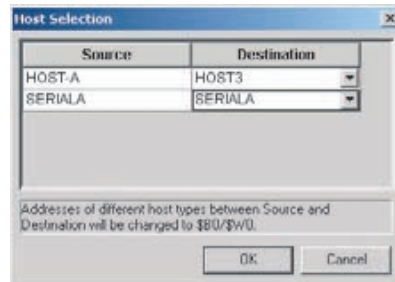 Host Selection
Source Destination
HOST-A HOST3
SERIALA SERIALA
Addresses of different host types between Source and
Destination will be changed to $B0/$W0.
OK Cancel